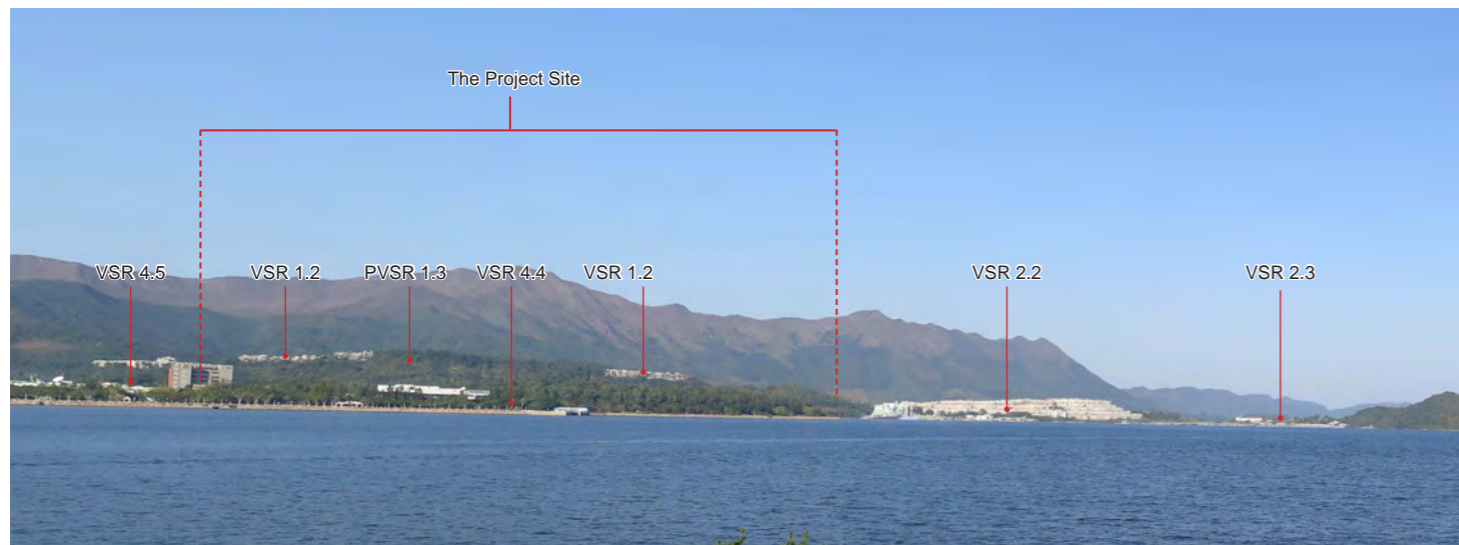 The Project Site
VSR 4.5
VSR 1.2
PVSR 1.3
VSR 4.4
VSR 1.2
VSR 2.2
VSR 2.3